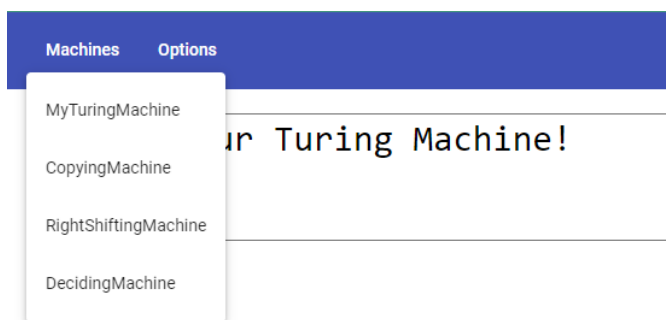 Machines Options
MyTuringMachine
ur Turing Machine!
CopyingMachine
RightShiftingMachine
DecidingMachine